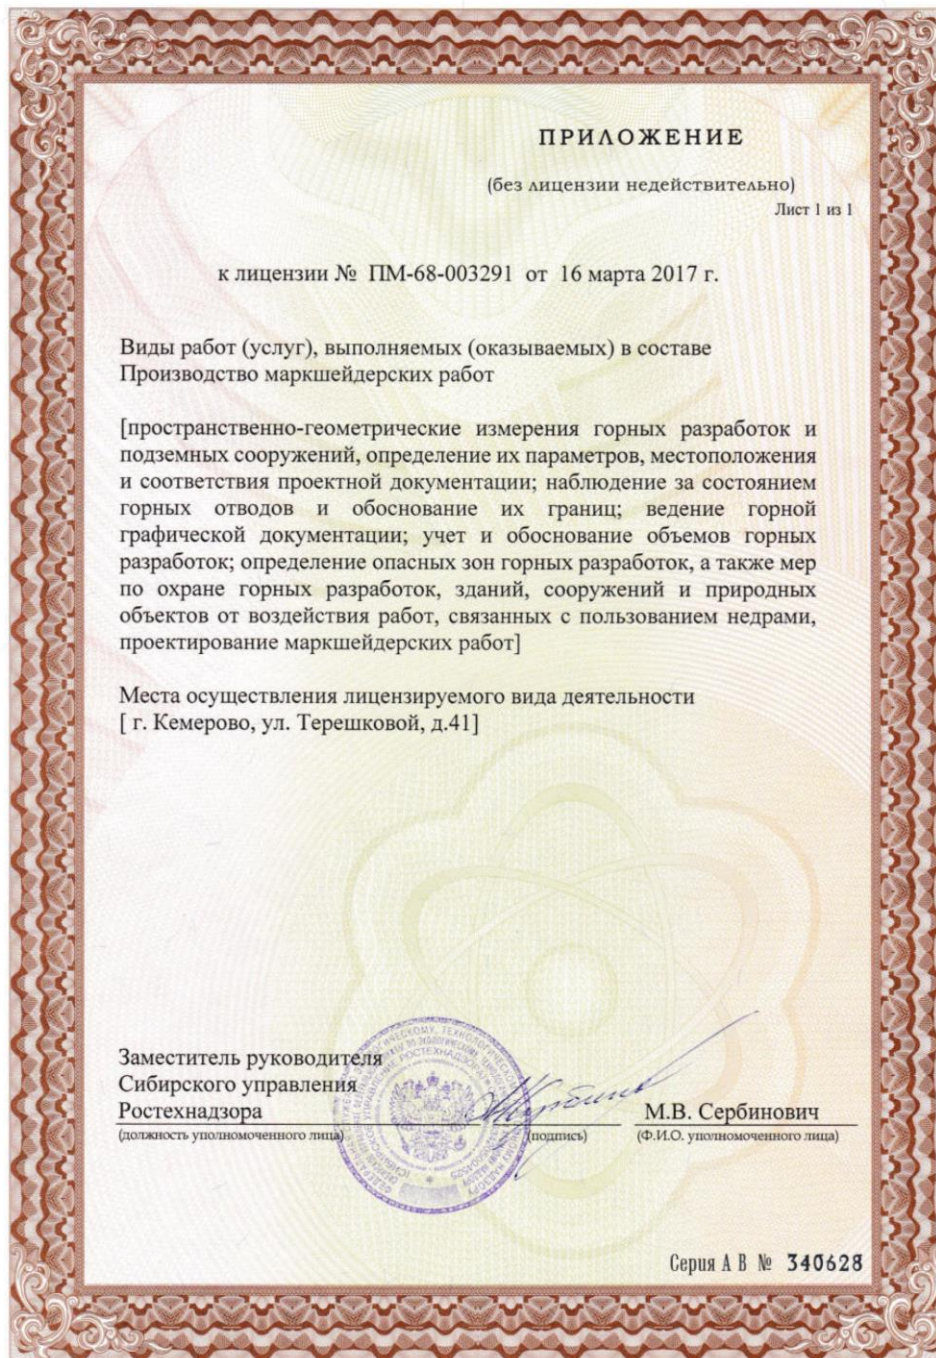 ПРИЛОЖЕНИЕ
(без лицензии недействительно)
Лист 1 из 1
к лицензии № ПМ-68-003291 от 16 марта 2017 г.
Виды работ (услуг), выполняемых (оказываемых) в составе
Производство маркшейдерских работ
[пространственно-геометрические измерения горных разработок и
подземных сооружений, определение их параметров, местоположения
и соответствия проектной документации; наблюдение за состоянием
горных отводов и обоснование их границ; ведение горной
графической документации; учет и обоснование объемов горных
разработок; определение опасных зон горных разработок, а также мер
по охране горных разработок, зданий, сооружений и природных
объектов от воздействия работ, связанных с пользованием недрами,
проектирование маркшейдерских работ]
Места осуществления лицензируемого вида деятельности
[ г. Кемерово, ул. Терешковой, д.41]
Заместитель руководителя
Сибирского управления
Ростехнадзора
М.В. Сербинович
(должность уполномоченного лица)
(подпись)
(Ф.И.О. уполномоченного лица)
Серия А В № 340628